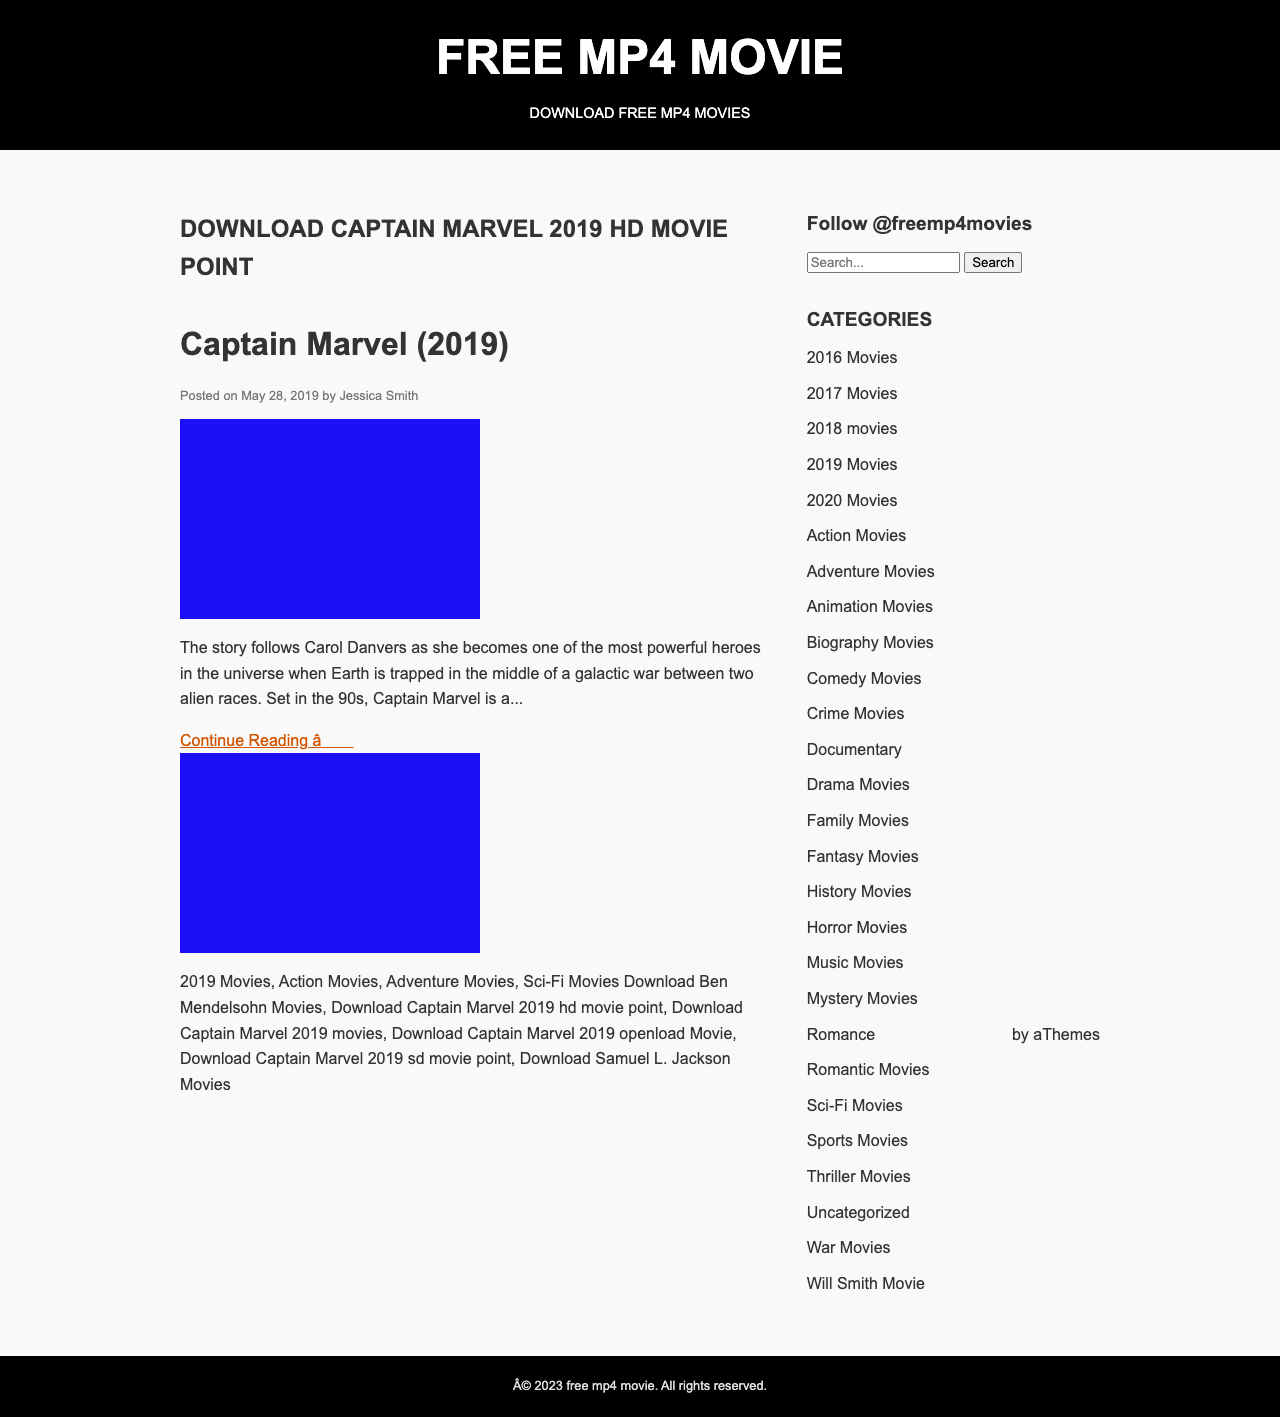 FREE MP4 MOVIE
DOWNLOAD FREE MP4 MOVIES
DOWNLOAD CAPTAIN MARVEL 2019 HD MOVIE
POINT
Captain Marvel (2019)
Posted on May 28, 2019 by Jessica Smith
The story follows Carol Danvers as she becomes one of the most powerful heroes
in the universe when Earth is trapped in the middle of a galactic war between two
alien races. Set in the 90s, Captain Marvel is a...
Continue Reading â
2019 Movies, Action Movies, Adventure Movies, Sci-Fi Movies Download Ben
Mendelsohn Movies, Download Captain Marvel 2019 hd movie point, Download
Captain Marvel 2019 movies, Download Captain Marvel 2019 openload Movie,
Download Captain Marvel 2019 sd movie point, Download Samuel L. Jackson
Movies
Follow @freemp4movies
Search... Search
CATEGORIES
2016 Movies
2017 Movies
2018 movies
2019 Movies
2020 Movies
Action Movies
Adventure Movies
Animation Movies
Biography Movies
Comedy Movies
Crime Movies
Documentary
Drama Movies
Family Movies
Fantasy Movies
History Movies
Horror Movies
Music Movies
Mystery Movies
Romance by aThemes
Romantic Movies
Sci-Fi Movies
Sports Movies
Thriller Movies
Uncategorized
War Movies
Will Smith Movie
Â© 2023 free mp4 movie. All rights reserved.